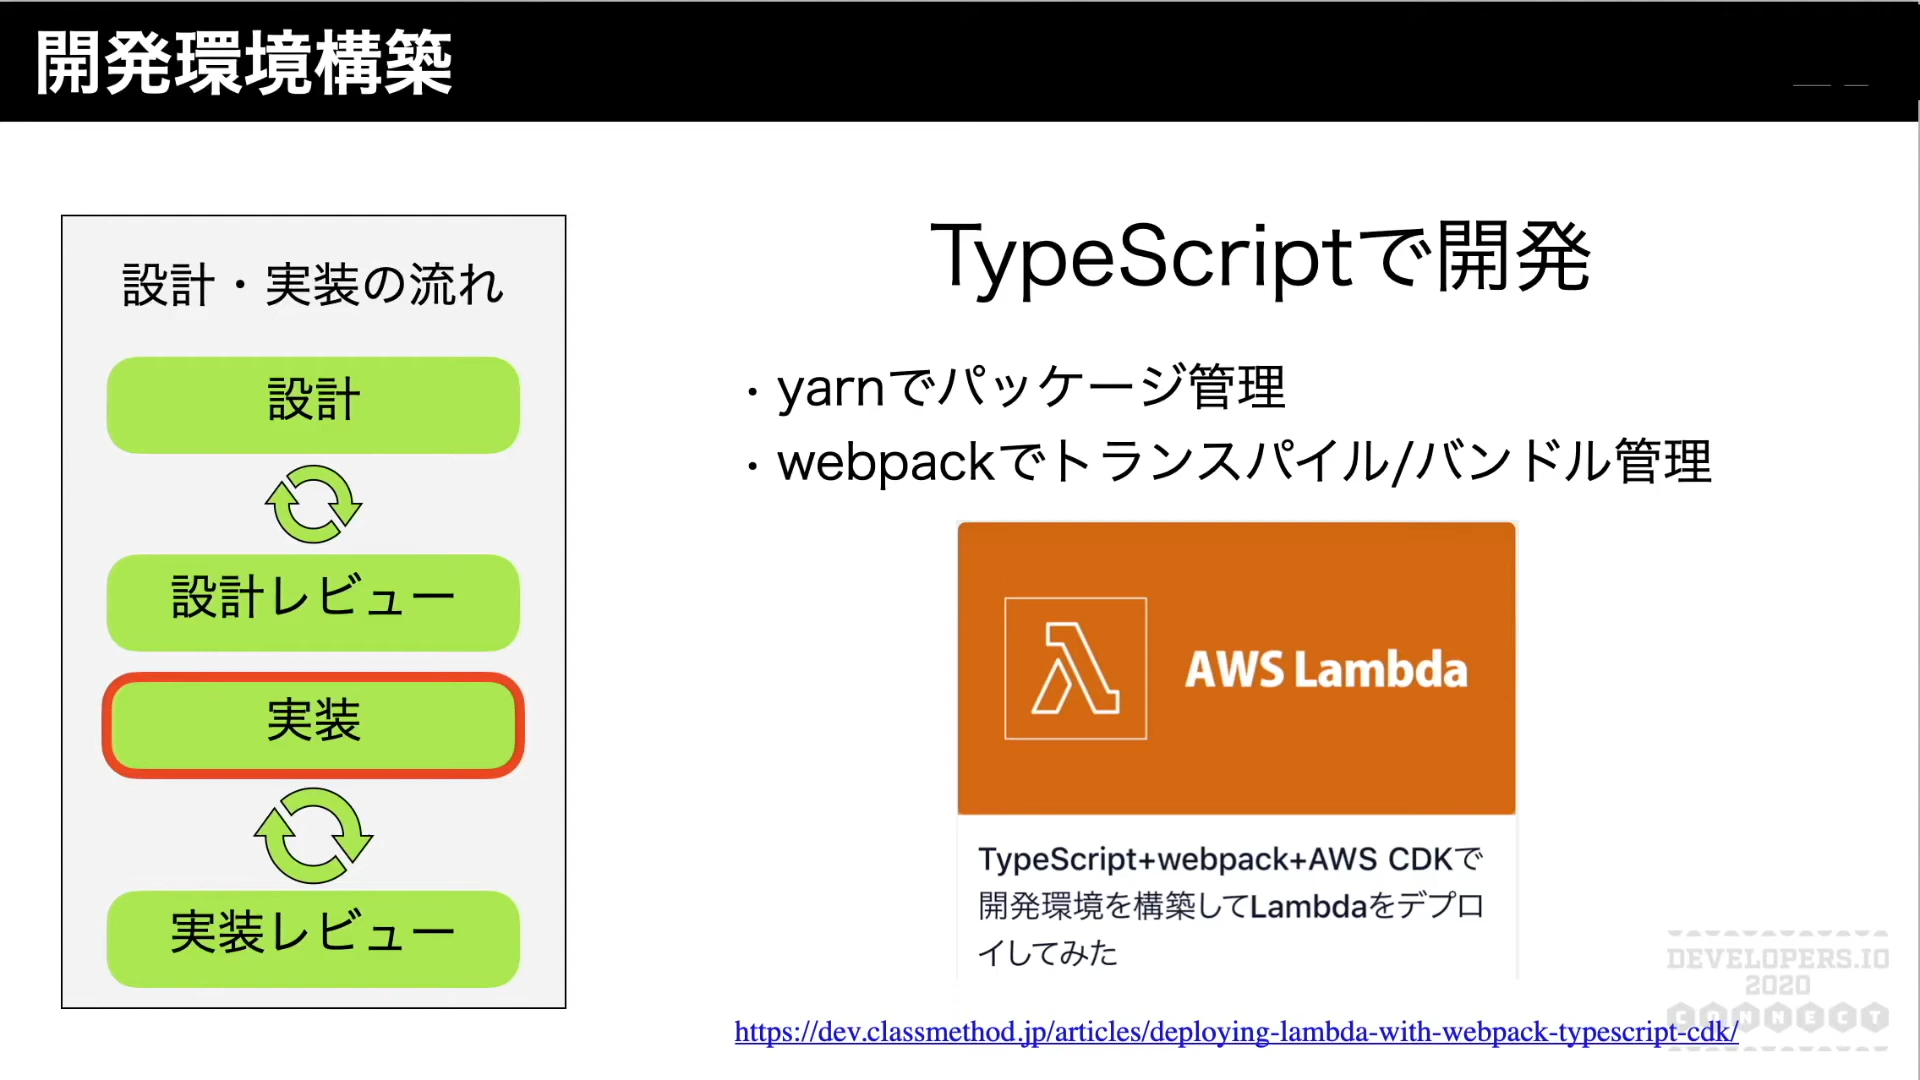 開発環境構築
設計・実装の流れ
設計
設計レビュー
実装
実装レビュー
TypeScriptで開発
・yarnでパッケージ管理
・webpackでトランスパイル/バンドル管理
AWS Lambda
TypeScript+webpack+AWS CDKで
開発環境を構築してLambdaをデプロ
イしてみた
https://dev.classmethod.jp/articles/deploying-lambda-with-webpack-typescript-cdk/
DEVELOPERS.IO
2020
CONNECT